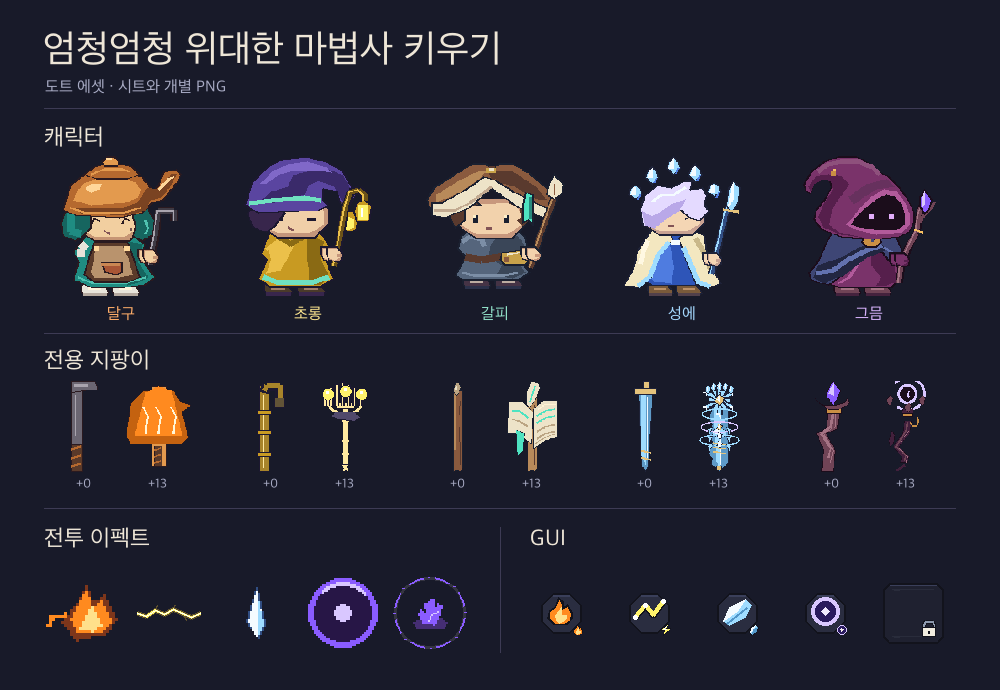 엄청엄청 위대한 마법사 키우기
도트 에셋 · 시트와 개별 PNG
캐릭터
달구 초롱 갈피 성에 그믐
전용 지팡이
+0 +13 +0 +13 +0 +13 +0 +13 +0 +13
전투 이펙트 GUI